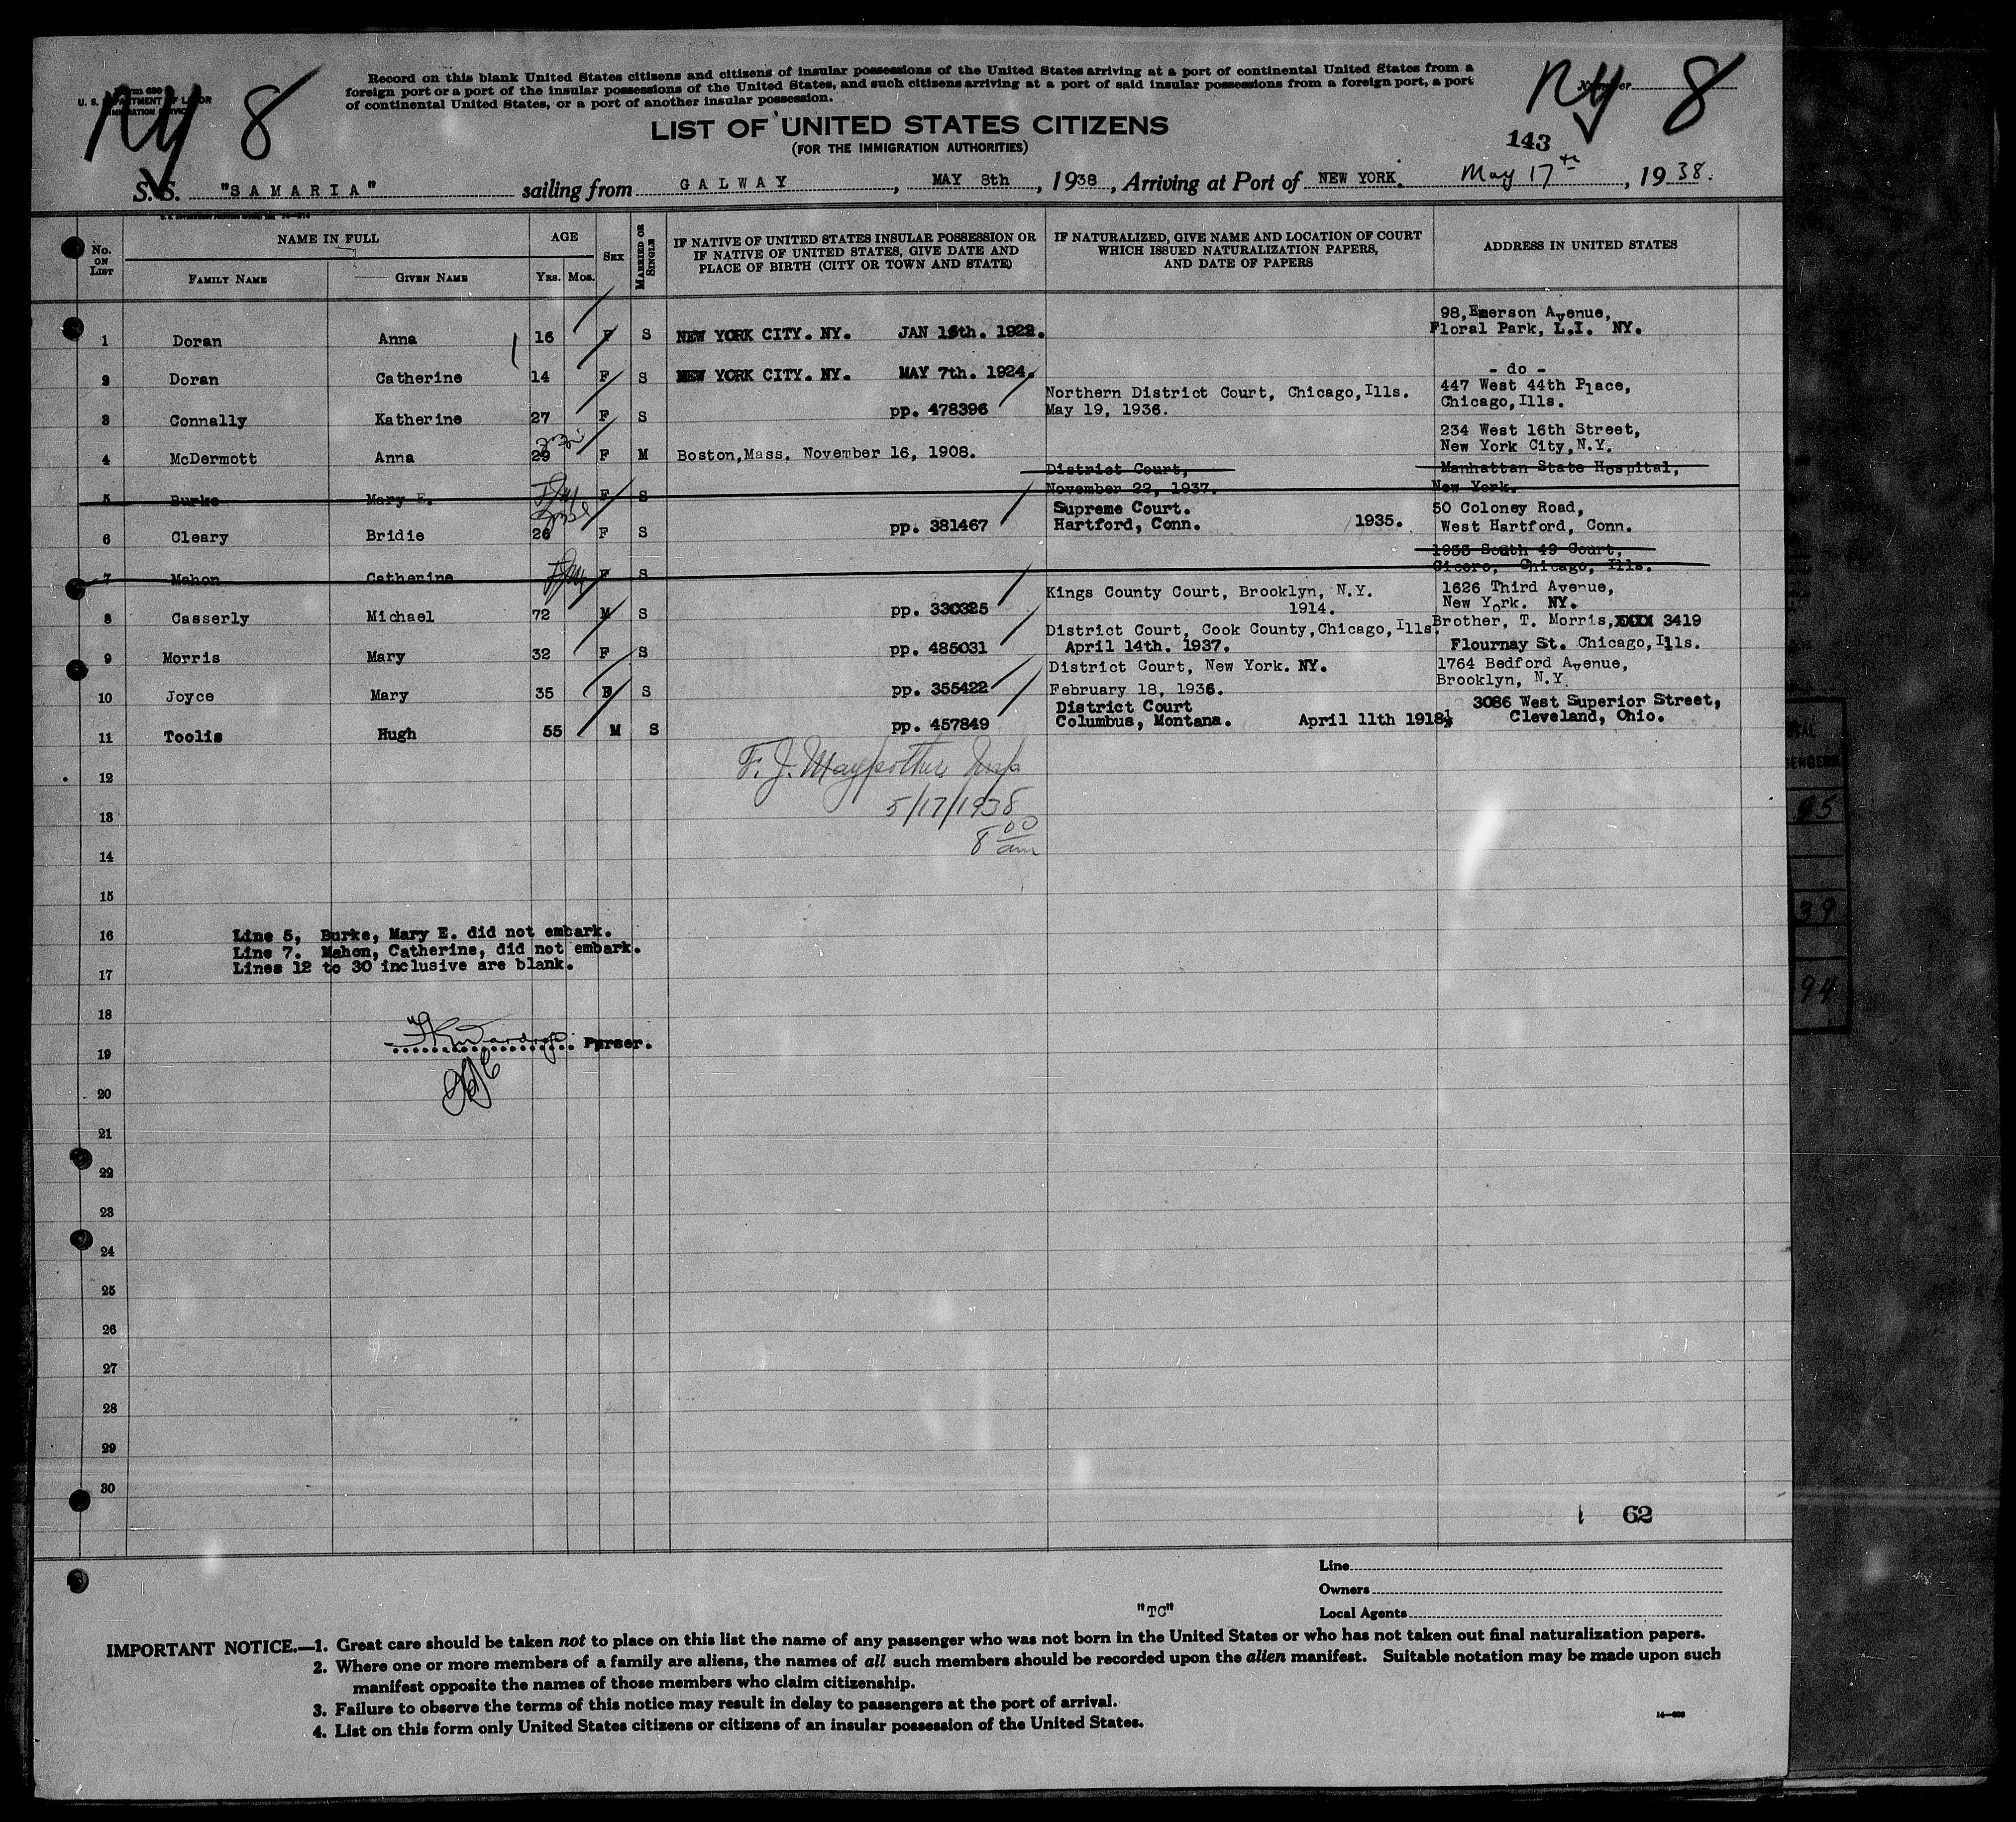 NY 8
U. S. DEPARTMENT OF LABOR
IMMIGRATION SERVICE
Record on this blank United States citizens and citizens of insular possessions of the United States arriving at a port of continental United States from a
foreign port or a port of the insular possessions of the United States, and such citizens arriving at a port of said insular possessions from a foreign port, a port
of continental United States, or a port of another insular possession.
NY 8
Number
LIST OF UNITED STATES CITIZENS
(FOR THE IMMIGRATION AUTHORITIES)
143
S.S. "SAMARIA" sailing from GALWAY, MAY 8th, 1938, Arriving at Port of NEW YORK. May 17th, 1938.
No. ON LIST
NAME IN FULL
FAMILY NAME GIVEN NAME
AGE
Yrs. Mos.
SEX
MARRIED OR SINGLE
IF NATIVE OF UNITED STATES INSULAR POSSESSION OR
IF NATIVE OF UNITED STATES, GIVE DATE AND
PLACE OF BIRTH (CITY OR TOWN AND STATE)
IF NATURALIZED, GIVE NAME AND LOCATION OF COURT
WHICH ISSUED NATURALIZATION PAPERS,
AND DATE OF PAPERS
ADDRESS IN UNITED STATES
98, Emerson Avenue,
1 Doran Anna 16 F S NEW YORK CITY. NY. JAN 16th. 1922. Floral Park, L.I. NY.
2 Doran Catherine 14 F S NEW YORK CITY. NY. MAY 7th. 1924. - do -
Northern District Court, Chicago, Ills. 447 West 44th Place,
3 Connally Katherine 27 F S pp. 478396 May 19, 1936. Chicago, Ills.
234 West 16th Street,
4 McDermott Anna 29 F M Boston, Mass. November 16, 1908. New York City, N.Y.
District Court, Manhattan State Hospital,
5 Burke Mary E. F S November 22, 1937. New York.
Supreme Court. 50 Coloney Road,
6 Cleary Bridie 26 F S pp. 381467 Hartford, Conn. 1935. West Hartford, Conn.
1933 South 49 Court,
7 Mahon Catherine F S Cicero, Chicago, Ills.
Kings County Court, Brooklyn, N.Y. 1626 Third Avenue,
8 Casserly Michael 72 M S pp. 330325 1914. New York. NY.
District Court, Cook County, Chicago, Ills. Brother, T. Morris, XXXX 3419
9 Morris Mary 32 F S pp. 485031 April 14th. 1937. Flournay St. Chicago, Ills.
District Court, New York. NY. 1764 Bedford Avenue,
10 Joyce Mary 35 F S pp. 355422 February 18, 1936. Brooklyn, N.Y.
District Court 3086 West Superior Street,
11 Toolis Hugh 55 M S pp. 457849 Columbus, Montana. April 11th 1918 Cleveland, Ohio.
12
F. J. Maypother Insp
13
5/17/1938
14
8 00 am
15
16
Line 5, Burke, Mary E. did not embark.
Line 7. Mahon, Catherine, did not embark.
Lines 12 to 30 inclusive are blank.
17
18
19
Purser.
20
21
22
23
24
25
26
27
28
29
30
62
Line
Owners
Local Agents
"TC"
IMPORTANT NOTICE.—1. Great care should be taken not to place on this list the name of any passenger who was not born in the United States or who has not taken out final naturalization papers.
2. Where one or more members of a family are aliens, the names of all such members should be recorded upon the alien manifest. Suitable notation may be made upon such
manifest opposite the names of those members who claim citizenship.
3. Failure to observe the terms of this notice may result in delay to passengers at the port of arrival.
4. List on this form only United States citizens or citizens of an insular possession of the United States.
39
94